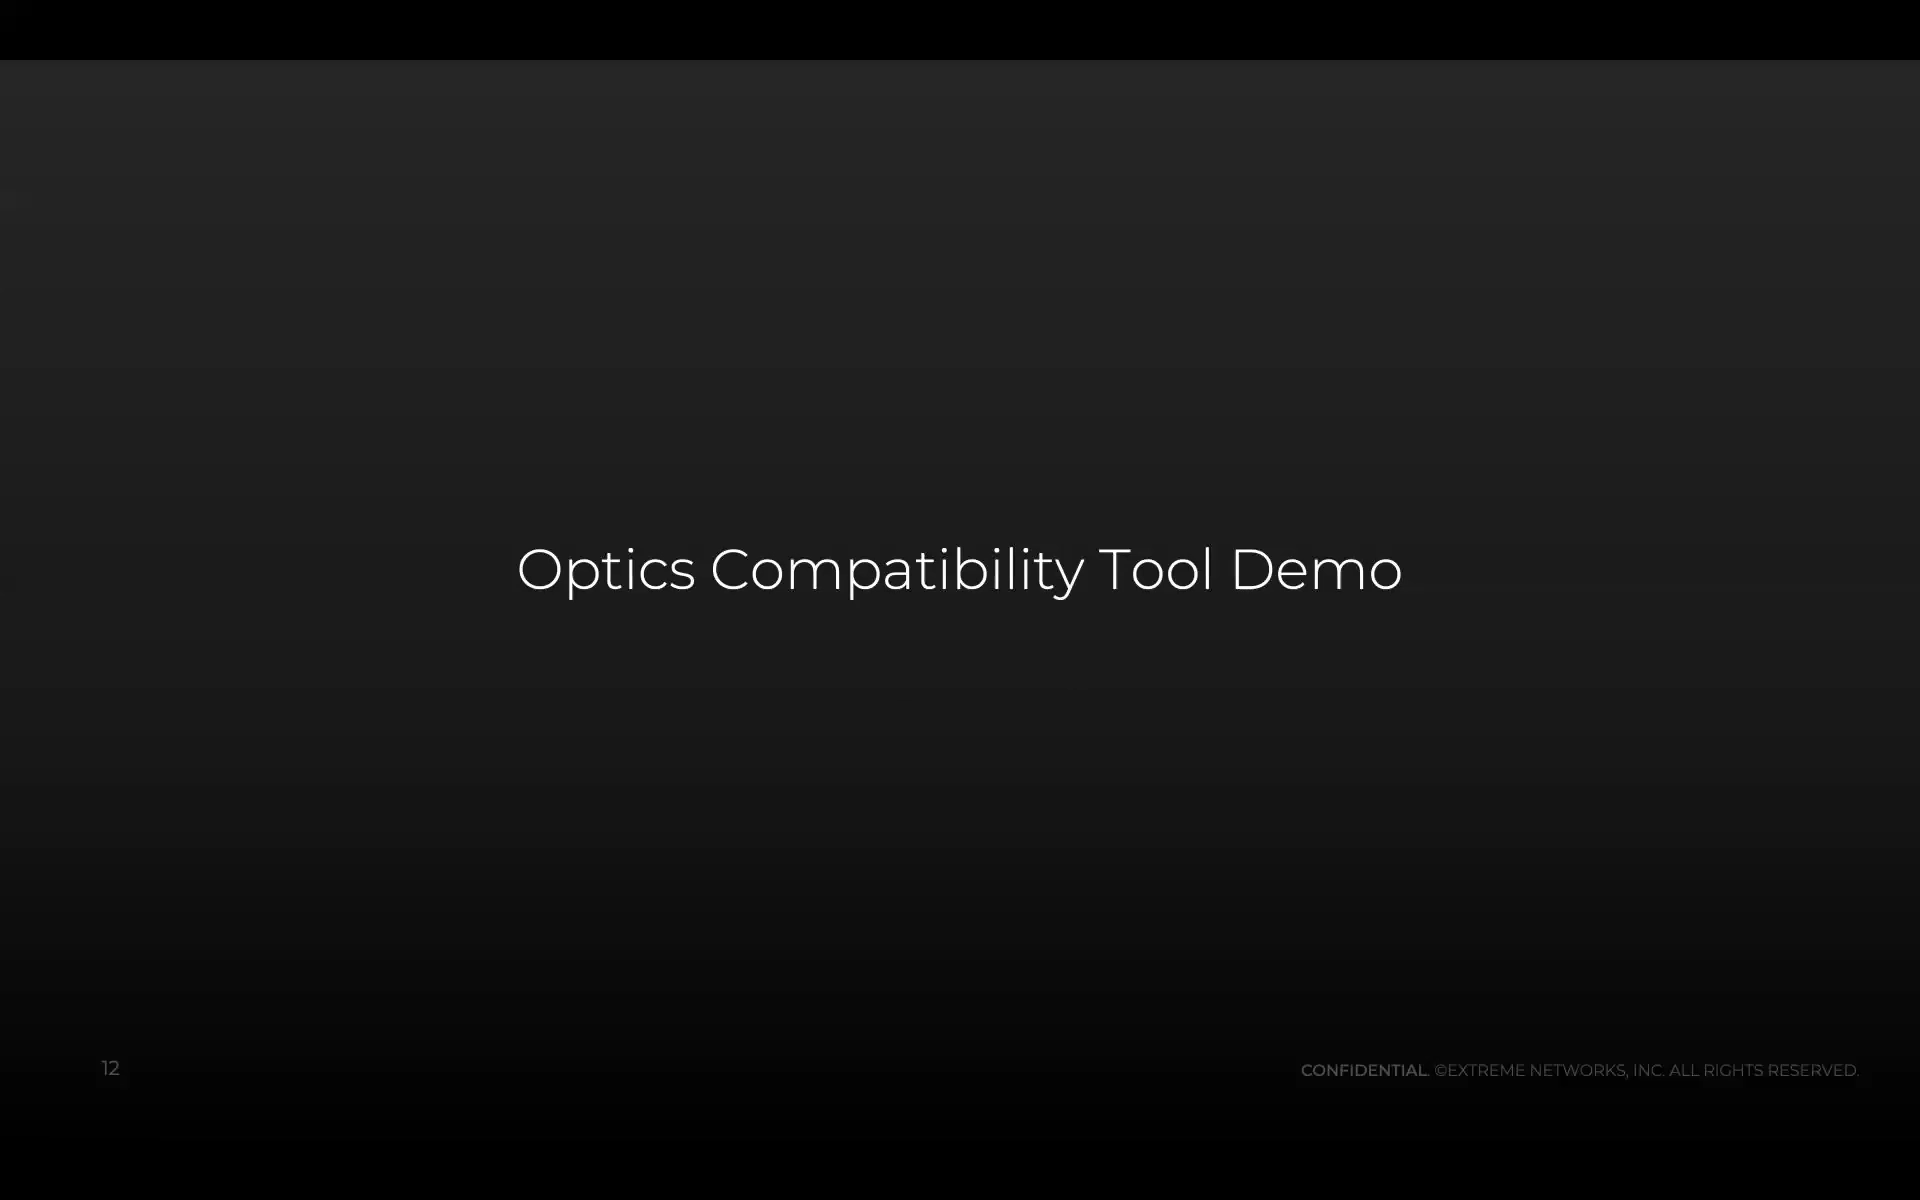 Optics Compatibility Tool Demo
12
CONFIDENTIAL. ©EXTREME NETWORKS, INC. ALL RIGHTS RESERVED.